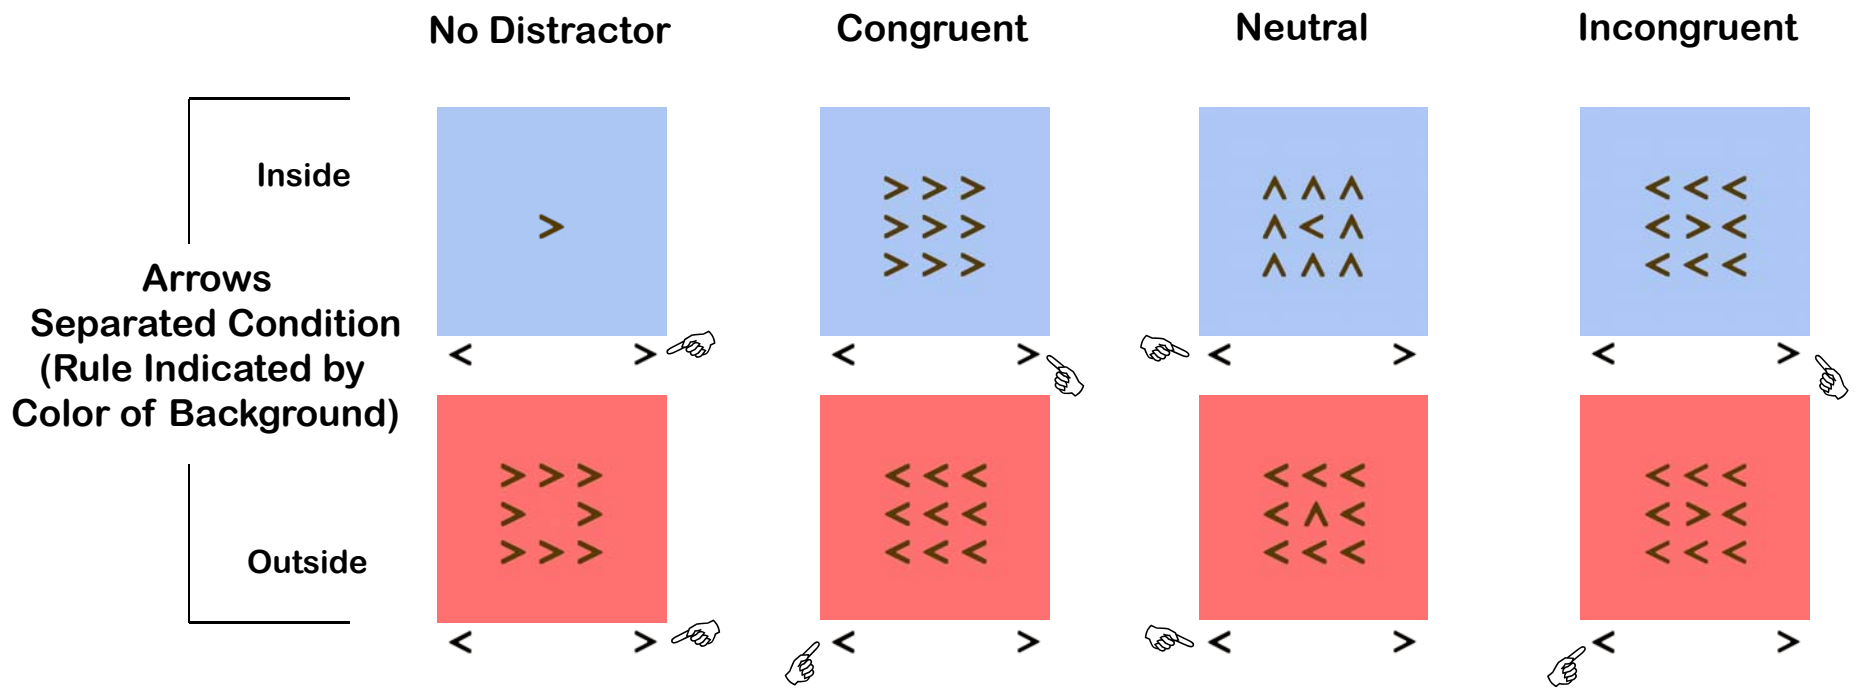 No Distractor
Congruent
Neutral
Incongruent
Inside
Arrows
Separated Condition
(Rule Indicated by
Color of Background)
Outside